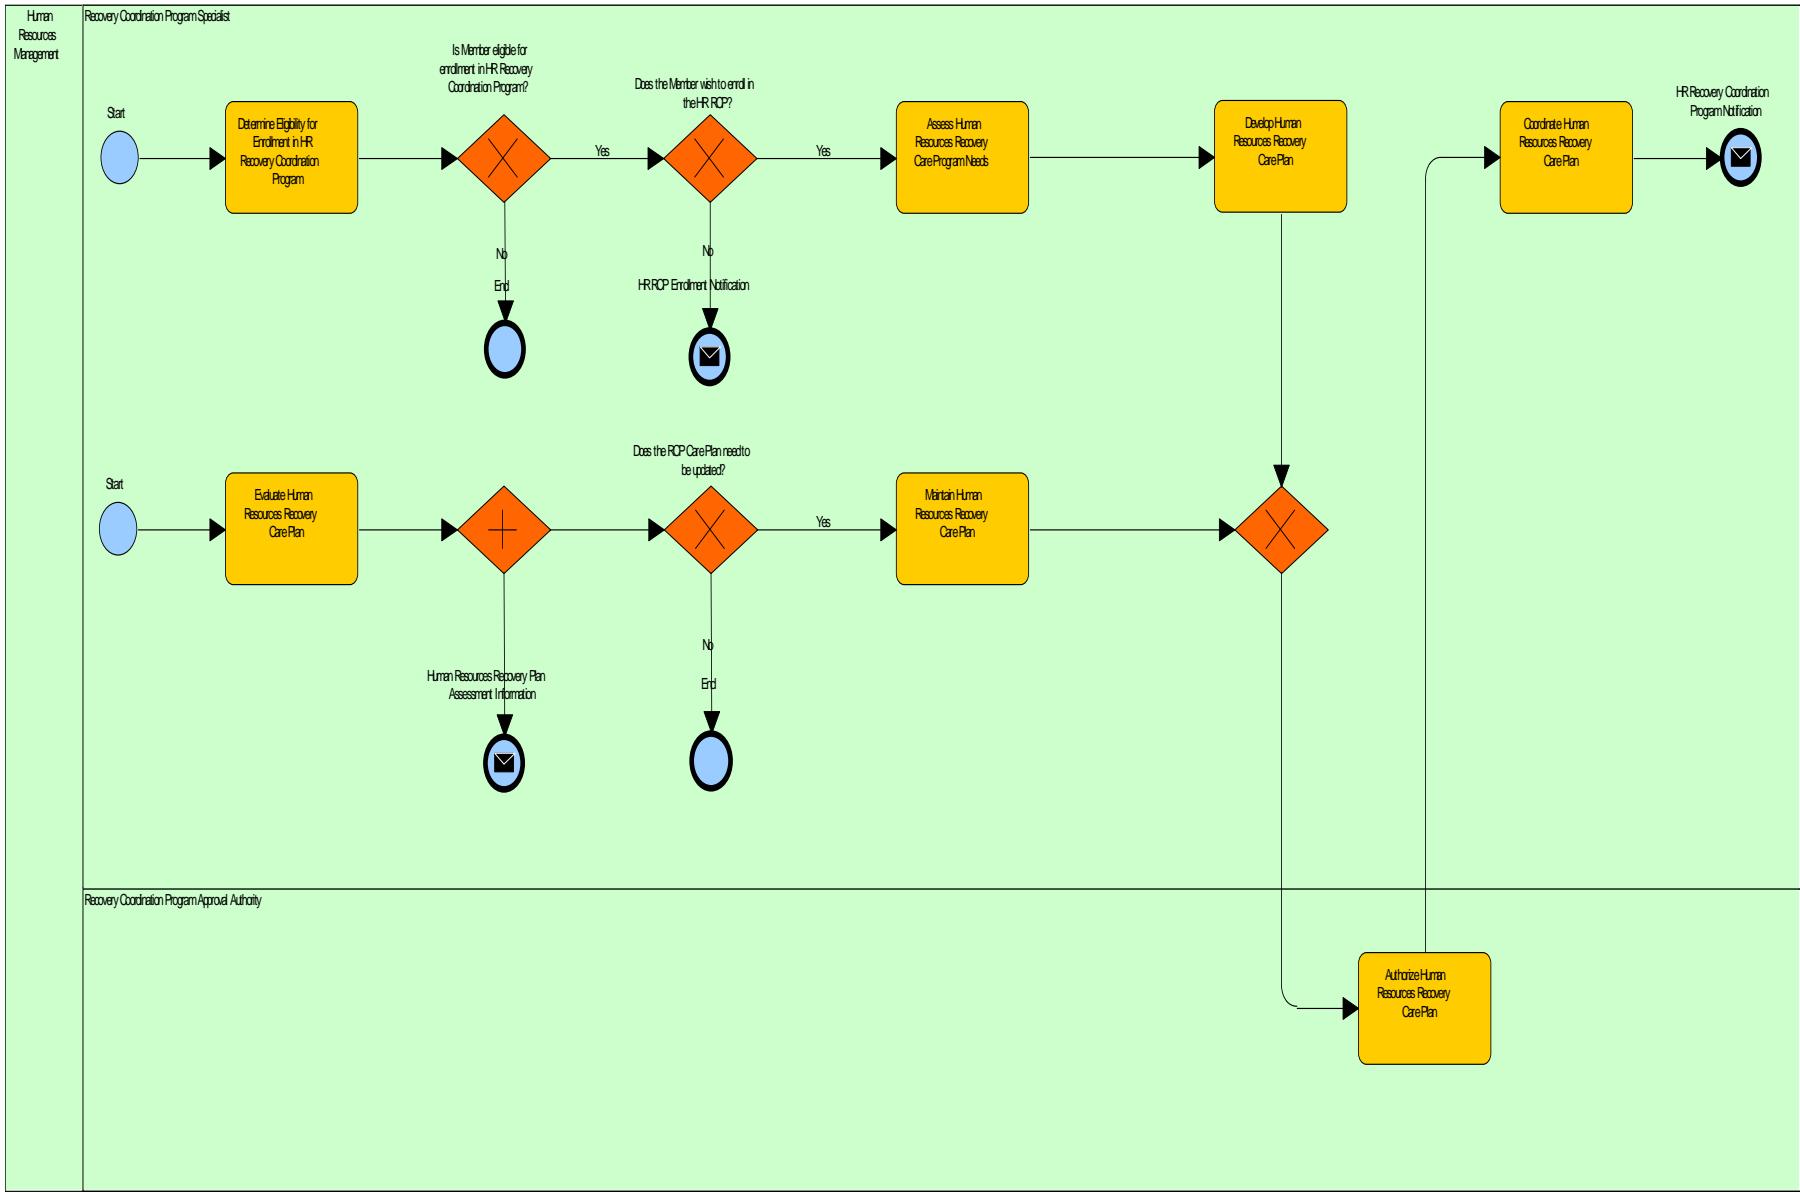 Human
Resources
Management
Recovery Coordination Program Specialist
Start
Determine Eligibility for
Enrollment in HR
Recovery Coordination
Program
Is Member eligible for
enrollment in HR Recovery
Coordination Program?
Yes
No
End
Does the Member wish to enroll in
the HR RCP?
Yes
No
HR RCP Enrollment Notification
Assess Human
Resources Recovery
Care Program Needs
Develop Human
Resources Recovery
Care Plan
Coordinate Human
Resources Recovery
Care Plan
HR Recovery Coordination
Program Notification
Start
Evaluate Human
Resources Recovery
Care Plan
Human Resources Recovery Plan
Assessment Information
Does the RCP Care Plan need to
be updated?
Yes
No
End
Maintain Human
Resources Recovery
Care Plan
Recovery Coordination Program Approval Authority
Authorize Human
Resources Recovery
Care Plan